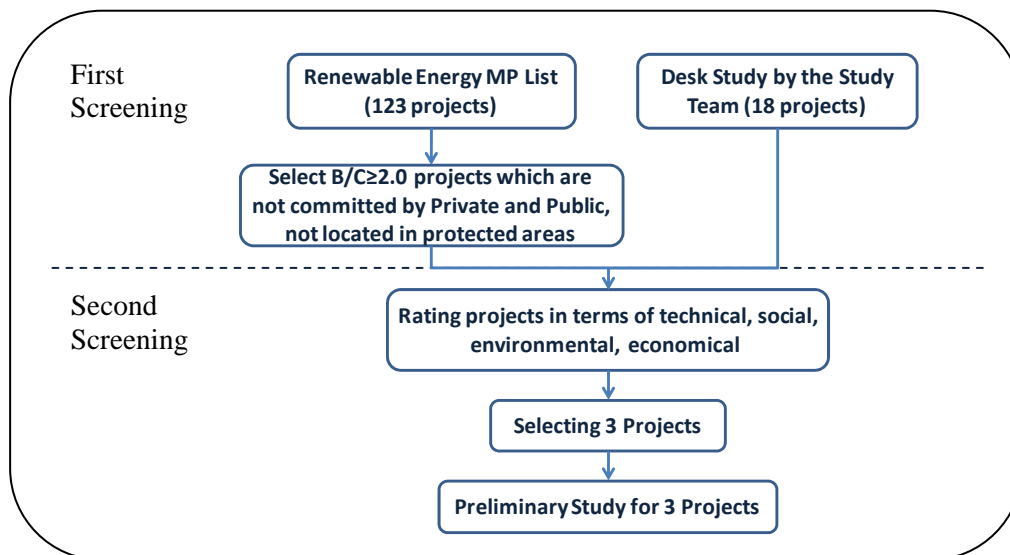 First
Screening
Renewable Energy MP List
(123 projects)
Desk Study by the Study
Team (18 projects)
Select B/C≥2.0 projects which are
not committed by Private and Public,
not located in protected areas
Second
Screening
Rating projects in terms of technical, social,
environmental, economical
Selecting 3 Projects
Preliminary Study for 3 Projects